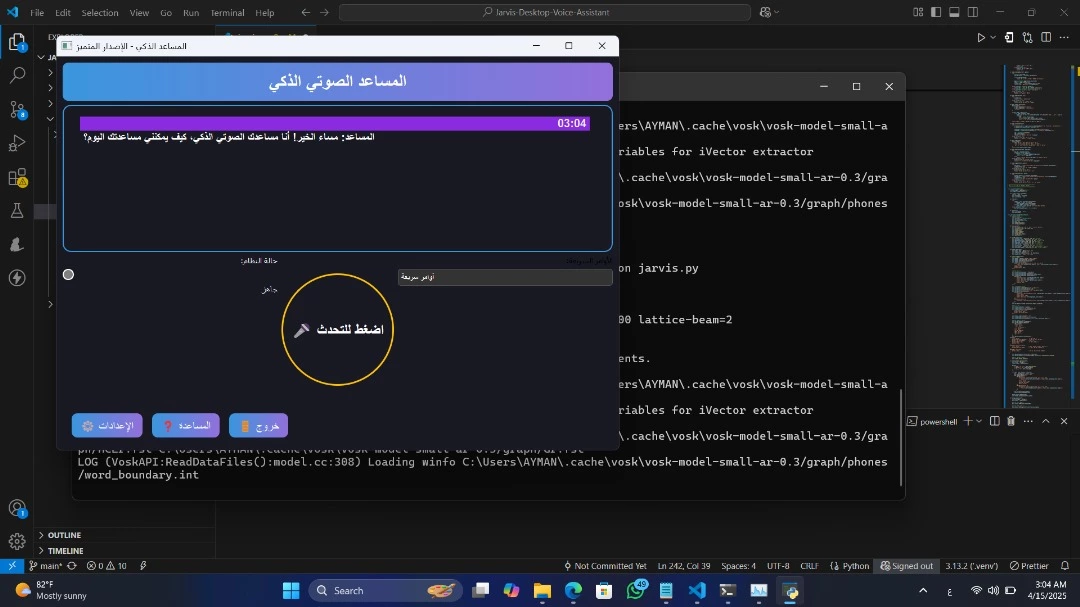 File Edit Selection View Go Run Terminal Help
Jarvis-Desktop-Voice-Assistant
المساعد الذكي - الإصدار المتميز
المساعد الصوتي الذكي
03:04
المساعد: مساء الخير! أنا مساعدك الصوتي الذكي، كيف يمكنني مساعدتك اليوم؟
حالة النظام:
الأوامر السريعة:
أوامر سريعة
جاهز
اضغط للتحدث
الإعدادات
المساعدة
خروج
ers\AYMAN\.cache\vosk\vosk-model-small-a
riables for iVector extractor
\.cache\vosk\vosk-model-small-ar-0.3/gra
osk\vosk-model-small-ar-0.3/graph/phones
on jarvis.py
00 lattice-beam=2
ents.
ers\AYMAN\.cache\vosk\vosk-model-small-a
riables for iVector extractor
\.cache\vosk\vosk-model-small-ar-0.3/gra
LOG (VoskAPI:ReadDataFiles():model.cc:308) Loading winfo C:\Users\AYMAN\.cache\vosk\vosk-model-small-ar-0.3/graph/phones
/word_boundary.int
powershell
OUTLINE
TIMELINE
main* 0 10 Not Committed Yet Ln 242, Col 39 Spaces: 4 UTF-8 CRLF Python Signed out 3.13.2 ('.venv') Prettier
82°F
Mostly sunny
Search
49
ع
3:04 AM
4/15/2025